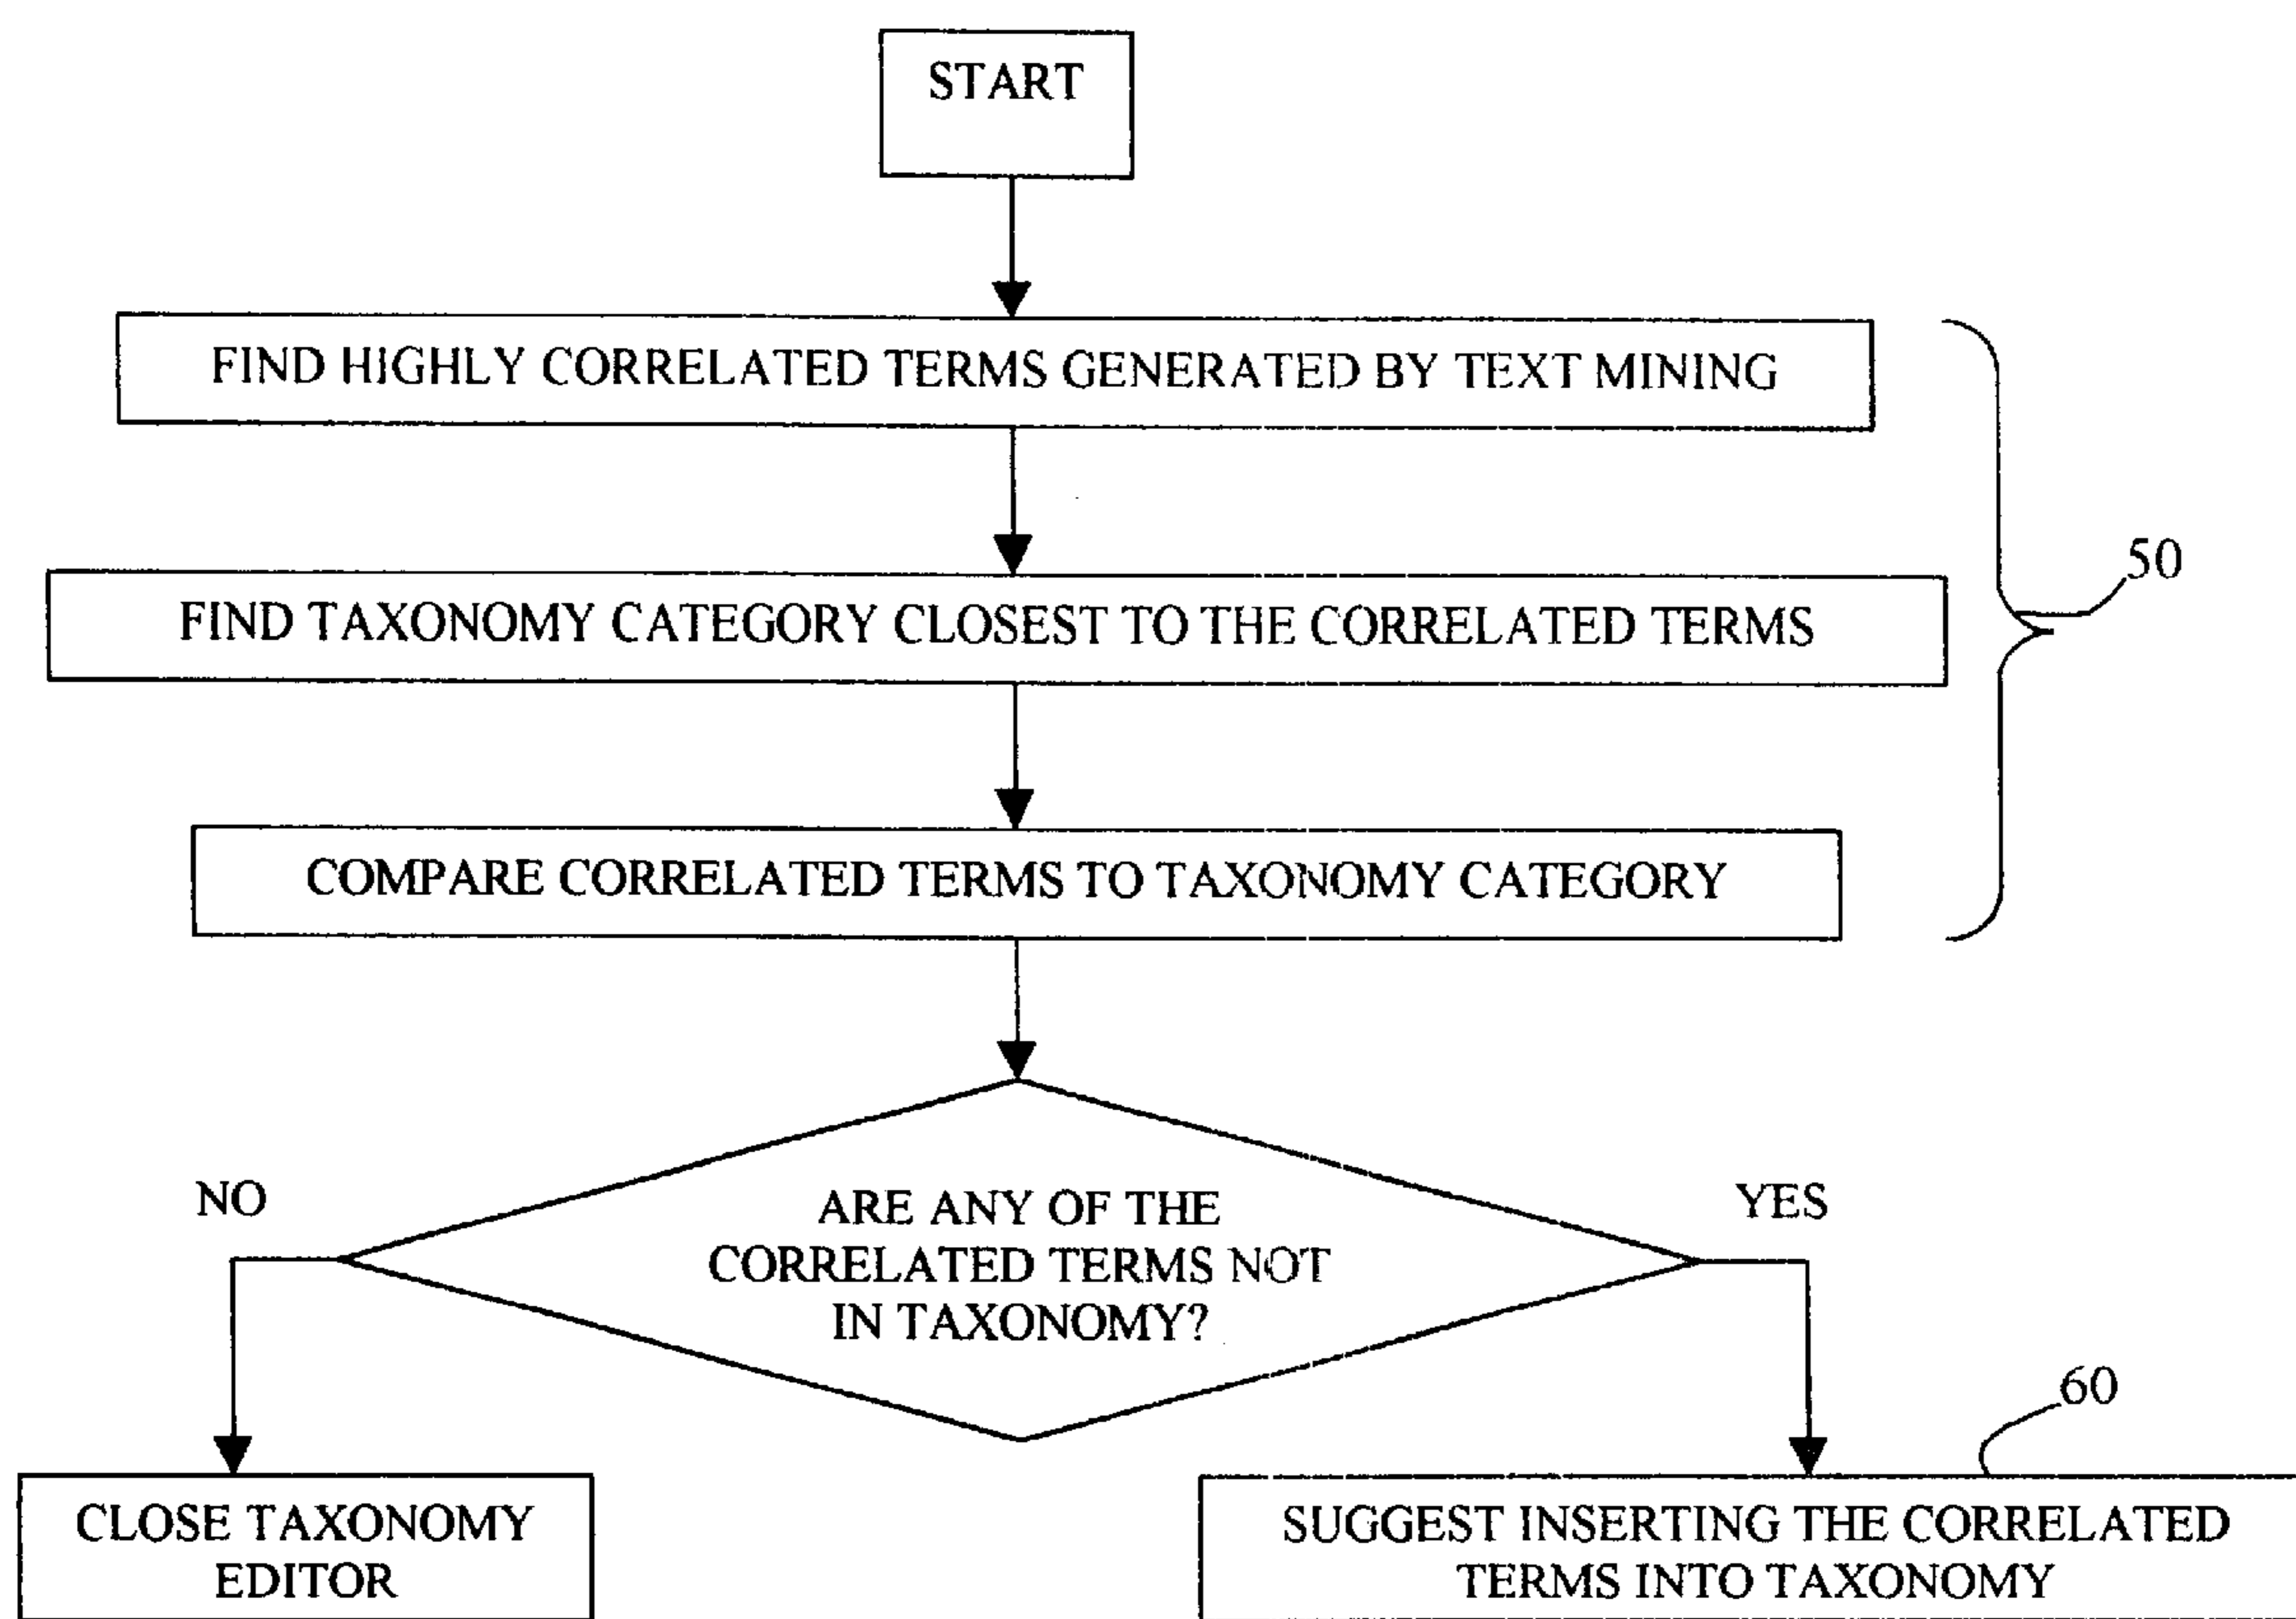 START
FIND HIGHLY CORRELATED TERMS GENERATED BY TEXT MINING
50
FIND TAXONOMY CATEGORY CLOSEST TO THE CORRELATED TERMS
COMPARE CORRELATED TERMS TO TAXONOMY CATEGORY
NO
YES
ARE ANY OF THE
CORRELATED TERMS NOT
IN TAXONOMY?
60
CLOSE TAXONOMY
EDITOR
SUGGEST INSERTING THE CORRELATED
TERMS INTO TAXONOMY